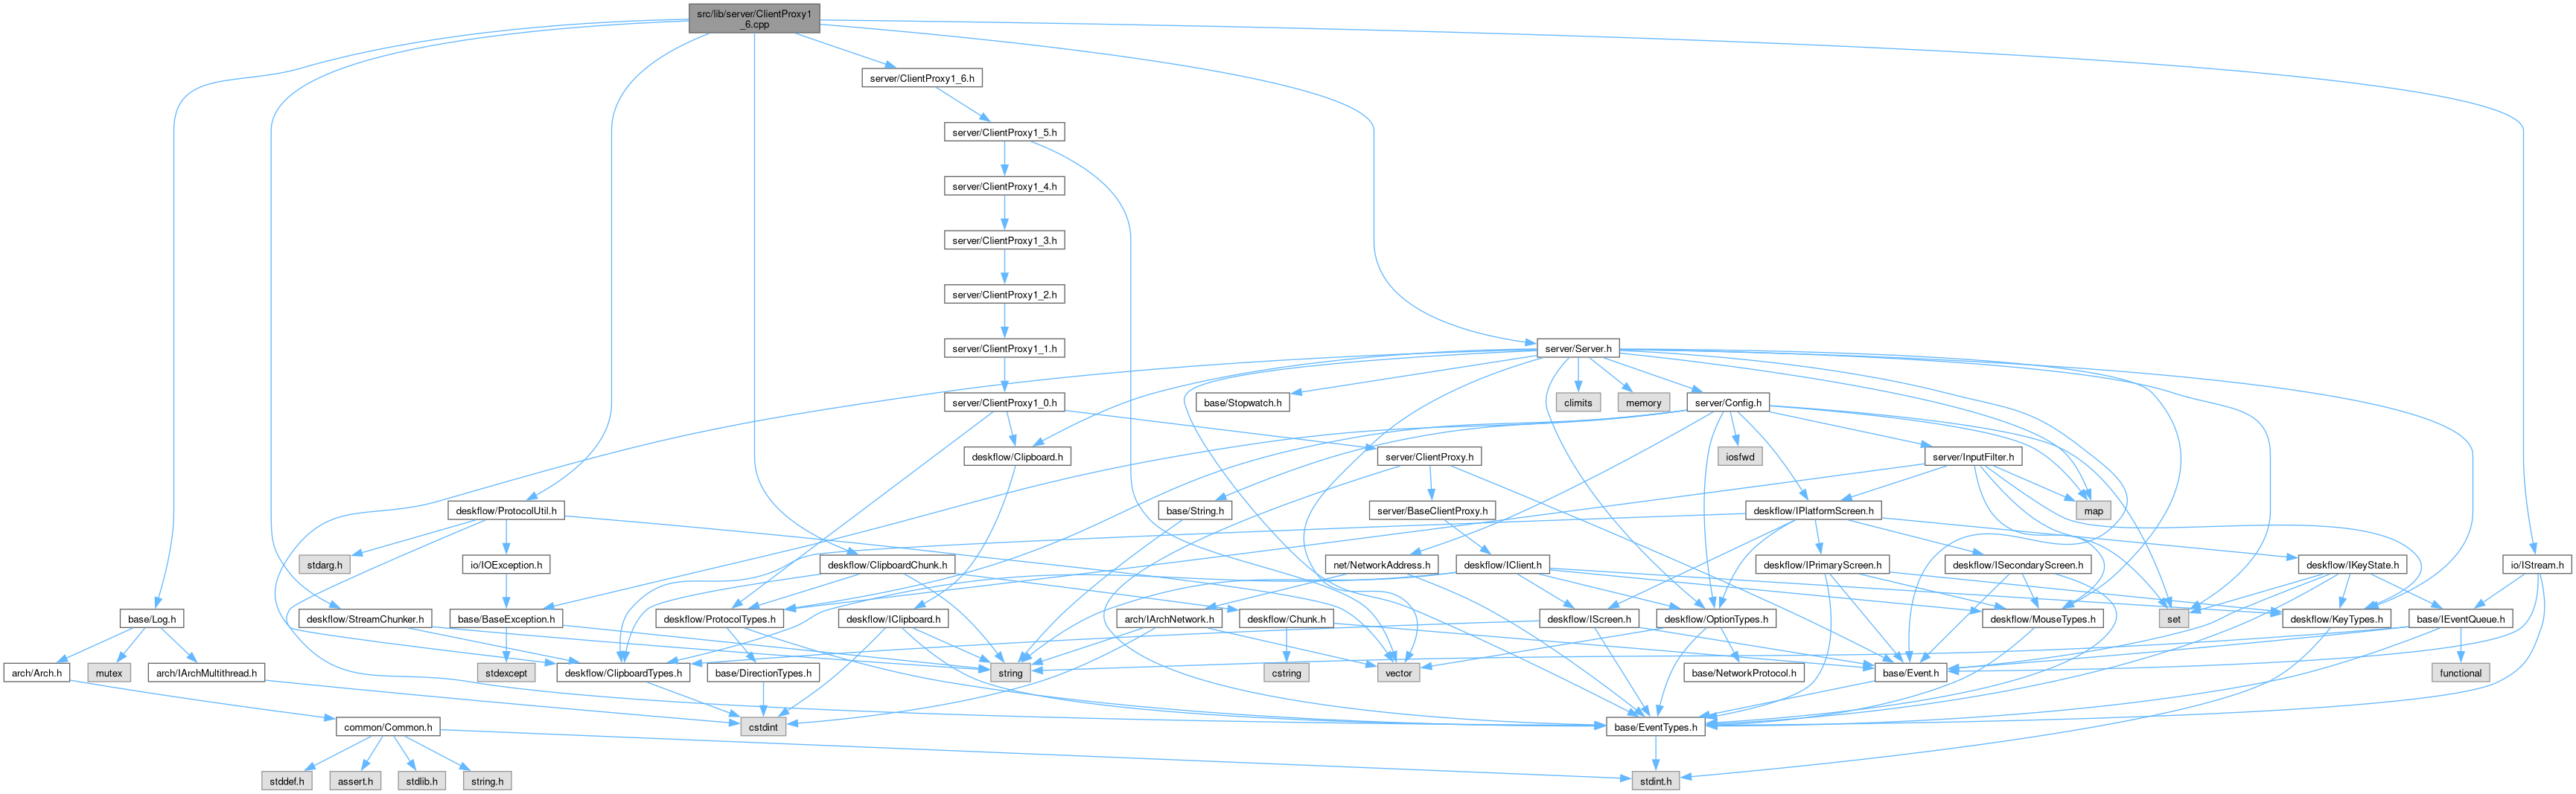 src/lib/server/ClientProxy1
_6.cpp
server/ClientProxy1_6.h
server/ClientProxy1_5.h
server/ClientProxy1_4.h
server/ClientProxy1_3.h
server/ClientProxy1_2.h
server/ClientProxy1_1.h
server/Server.h
server/ClientProxy1_0.h
base/Stopwatch.h
climits
memory
server/Config.h
deskflow/Clipboard.h
server/ClientProxy.h
iosfwd
server/InputFilter.h
deskflow/ProtocolUtil.h
base/String.h
server/BaseClientProxy.h
deskflow/IPlatformScreen.h
map
stdarg.h
io/IOException.h
deskflow/ClipboardChunk.h
net/NetworkAddress.h
deskflow/IClient.h
deskflow/IPrimaryScreen.h
deskflow/ISecondaryScreen.h
deskflow/IKeyState.h
io/IStream.h
base/Log.h
deskflow/StreamChunker.h
base/BaseException.h
deskflow/ProtocolTypes.h
deskflow/IClipboard.h
arch/IArchNetwork.h
deskflow/Chunk.h
deskflow/IScreen.h
deskflow/OptionTypes.h
deskflow/MouseTypes.h
set
deskflow/KeyTypes.h
base/IEventQueue.h
arch/Arch.h
mutex
arch/IArchMultithread.h
stdexcept
deskflow/ClipboardTypes.h
base/DirectionTypes.h
string
cstring
vector
base/NetworkProtocol.h
base/Event.h
functional
common/Common.h
cstdint
base/EventTypes.h
stddef.h
assert.h
stdlib.h
string.h
stdint.h